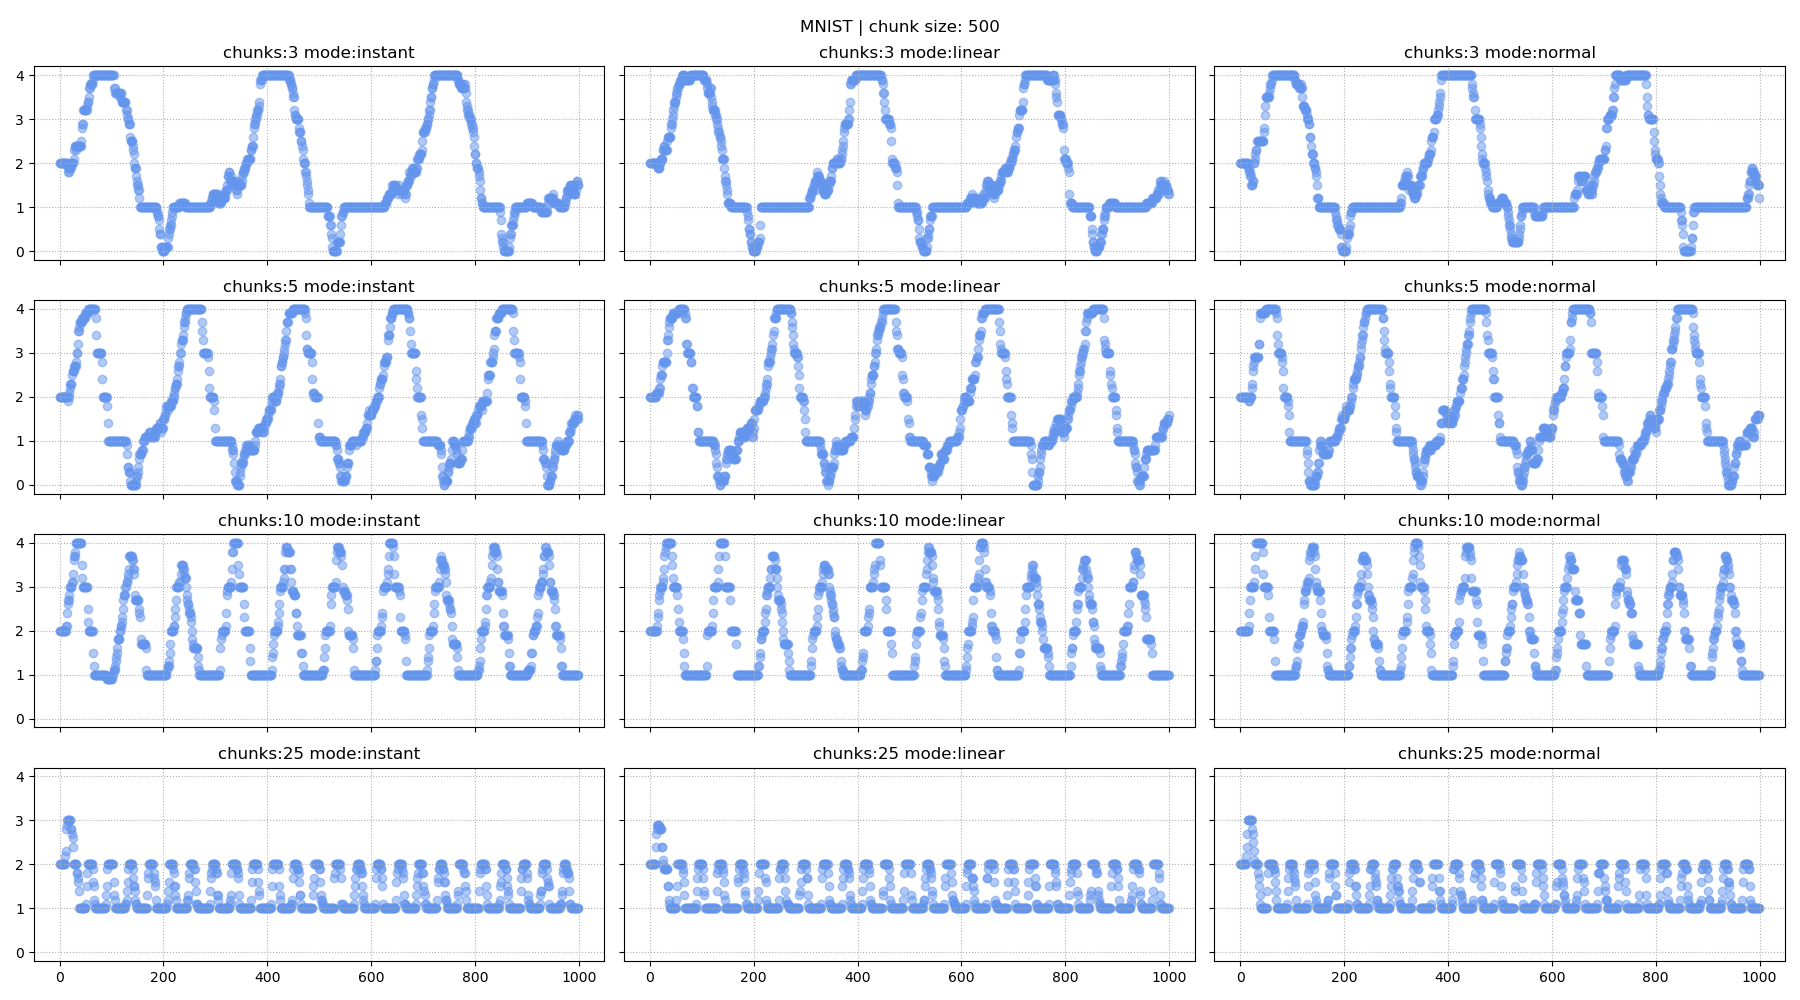 MNIST | chunk size: 500
chunks:3 mode:instant
chunks:3 mode:linear
chunks:3 mode:normal
4
3
2
1
0
chunks:5 mode:instant
chunks:5 mode:linear
chunks:5 mode:normal
4
3
2
1
0
chunks:10 mode:instant
chunks:10 mode:linear
chunks:10 mode:normal
4
3
2
1
0
chunks:25 mode:instant
chunks:25 mode:linear
chunks:25 mode:normal
4
3
2
1
0
0 200 400 600 800 1000
0 200 400 600 800 1000
0 200 400 600 800 1000